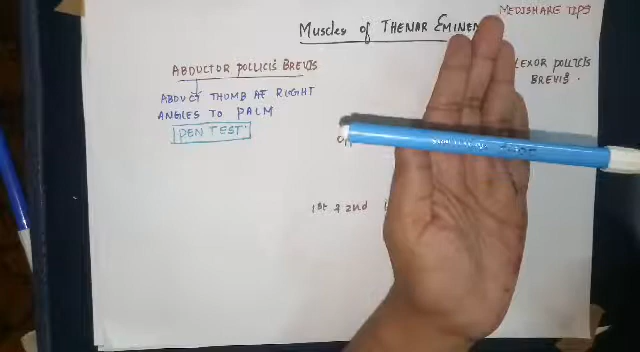 MEDISHARE TIPS
Muscles of THENAR EMINEN
ABDUCTOR POLLICIS BREVIS
ABDUCT THUMB AT RIGHT
ANGLES TO PALM
PEN TEST
LEXOR POLLICIS
BREVIS.
1st & 2nd